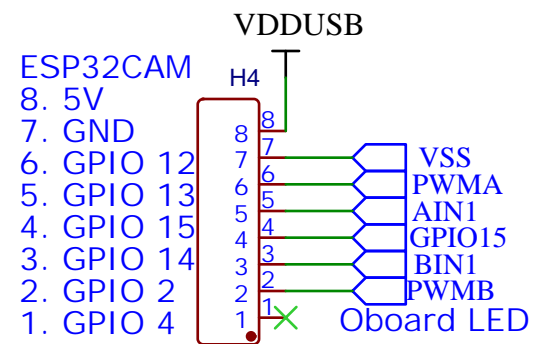 VDDUSB
ESP32CAM
H4
8. 5V
8 8
7. GND
7 7 VSS
6. GPIO 12
6 6 PWMA
5. GPIO 13
5 5 AIN1
4. GPIO 15
4 4 GPIO15
3. GPIO 14
3 3 BIN1
2. GPIO 2
2 2 PWMB
1. GPIO 4
1 1 Oboard LED